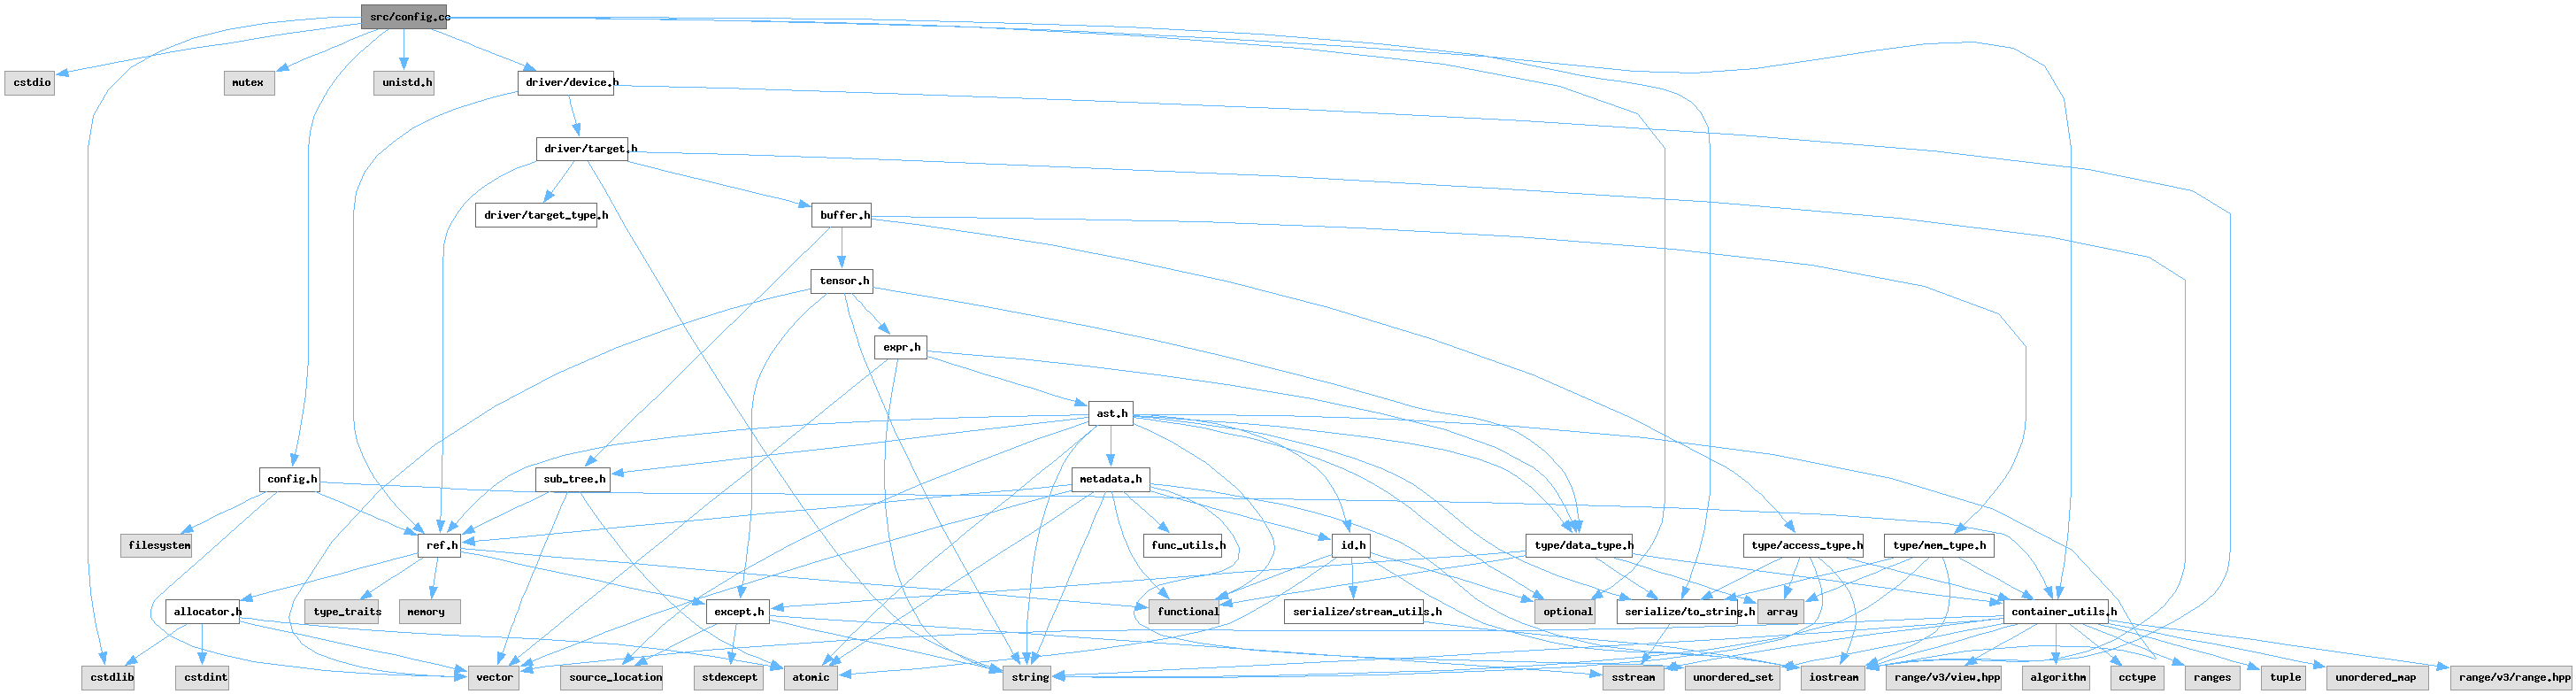 src/config.cc
cstdio
mutex
unistd.h
driver/device.h
driver/target.h
driver/target_type.h
buffer.h
tensor.h
expr.h
ast.h
config.h
sub_tree.h
metadata.h
filesystem
ref.h
func_utils.h
id.h
type/data_type.h
type/access_type.h
type/mem_type.h
allocator.h
type_traits
memory
except.h
functional
serialize/stream_utils.h
optional
serialize/to_string.h
array
container_utils.h
cstdlib
cstdint
vector
source_location
stdexcept
atomic
string
sstream
unordered_set
iostream
range/v3/view.hpp
algorithm
cctype
ranges
tuple
unordered_map
range/v3/range.hpp